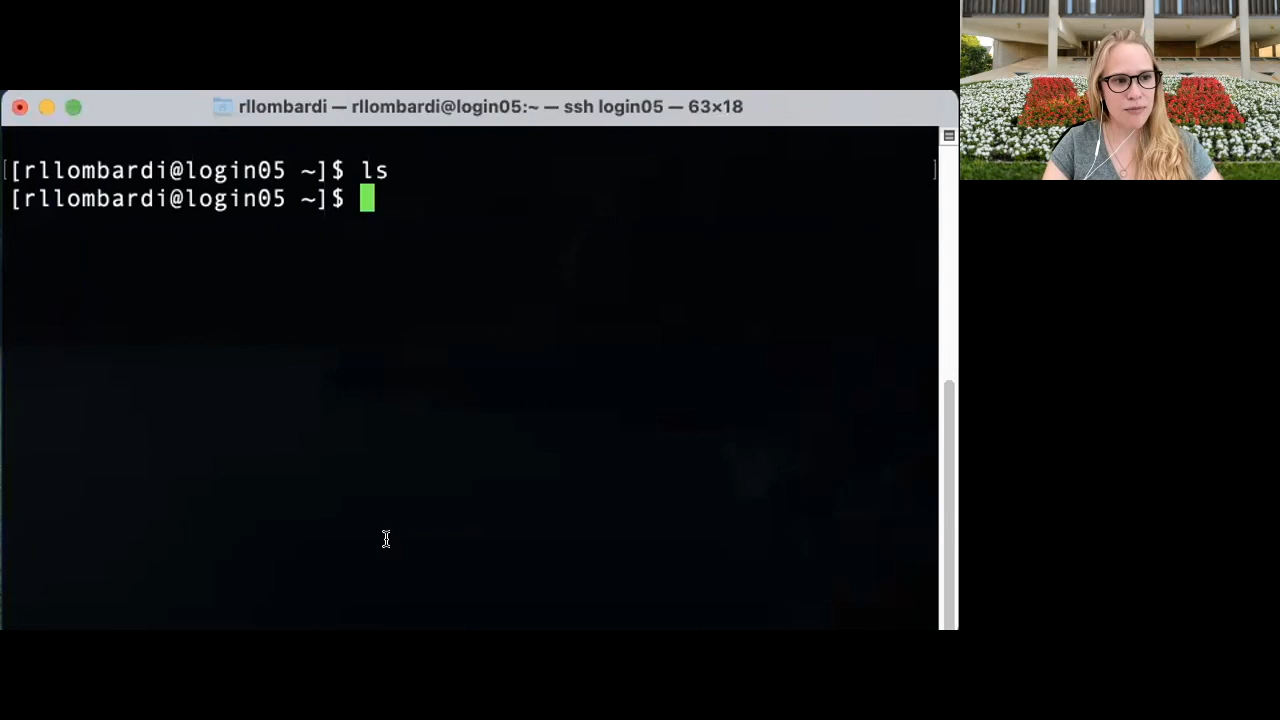 rllombardi — rllombardi@login05:~ — ssh login05 — 63×18
[[rllombardi@login05 ~]$ ls ]
[rllombardi@login05 ~]$